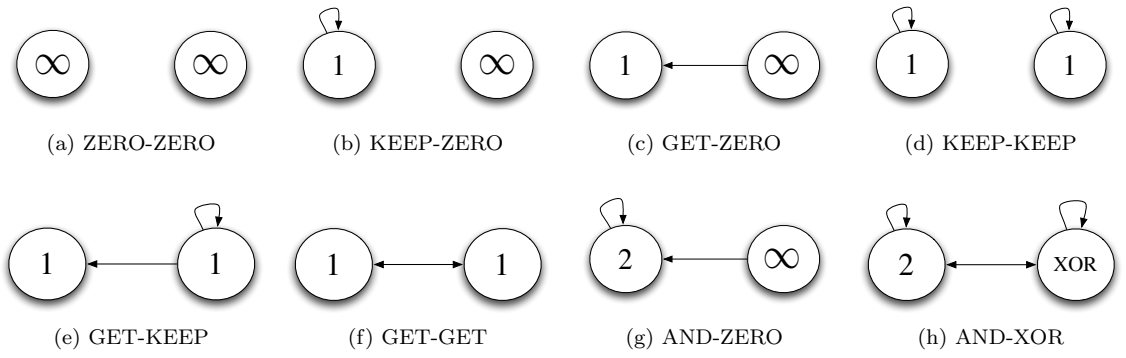 ∞ ∞ 1 ∞ 1 ∞ 1 1
(a) ZERO-ZERO (b) KEEP-ZERO (c) GET-ZERO (d) KEEP-KEEP
1 1 1 1 2 ∞ 2 XOR
(e) GET-KEEP (f) GET-GET (g) AND-ZERO (h) AND-XOR